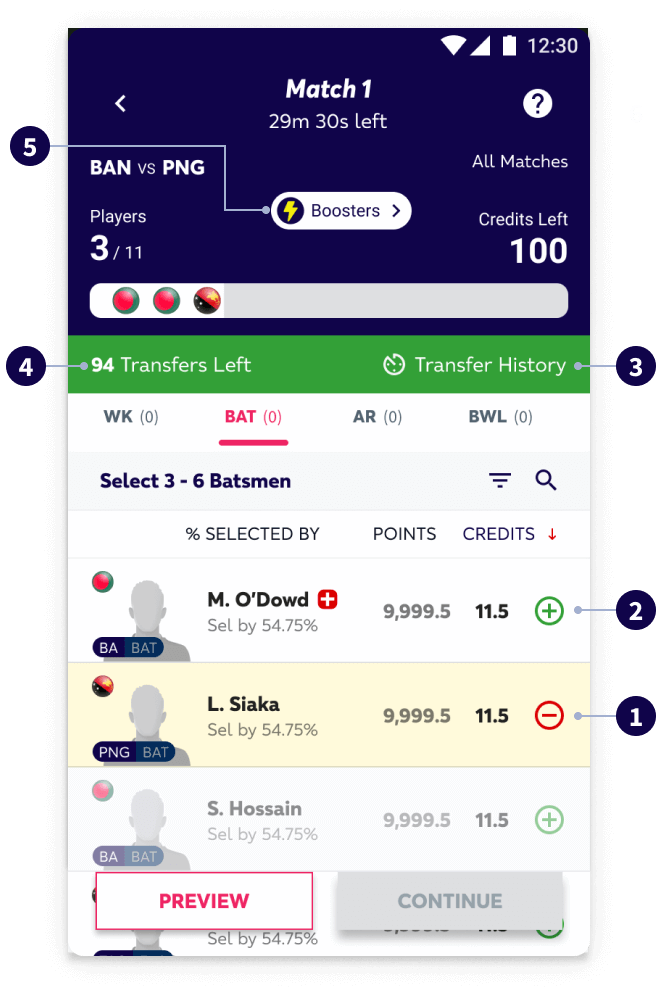 12:30
Match 1
29m 30s left
5
BAN VS PNG
All Matches
Boosters
Players
Credits Left
3 / 11
100
4
94 Transfers Left
Transfer History
3
WK (0)
BAT (0)
AR (0)
BWL (0)
Select 3 - 6 Batsmen
% SELECTED BY
POINTS
CREDITS ↓
M. O'Dowd
Sel by 54.75%
9,999.5
11.5
2
BA BAT
L. Siaka
Sel by 54.75%
9,999.5
11.5
1
PNG BAT
S. Hossain
Sel by 54.75%
9,999.5
11.5
BA BAT
PREVIEW
CONTINUE
Sel by 54.75%